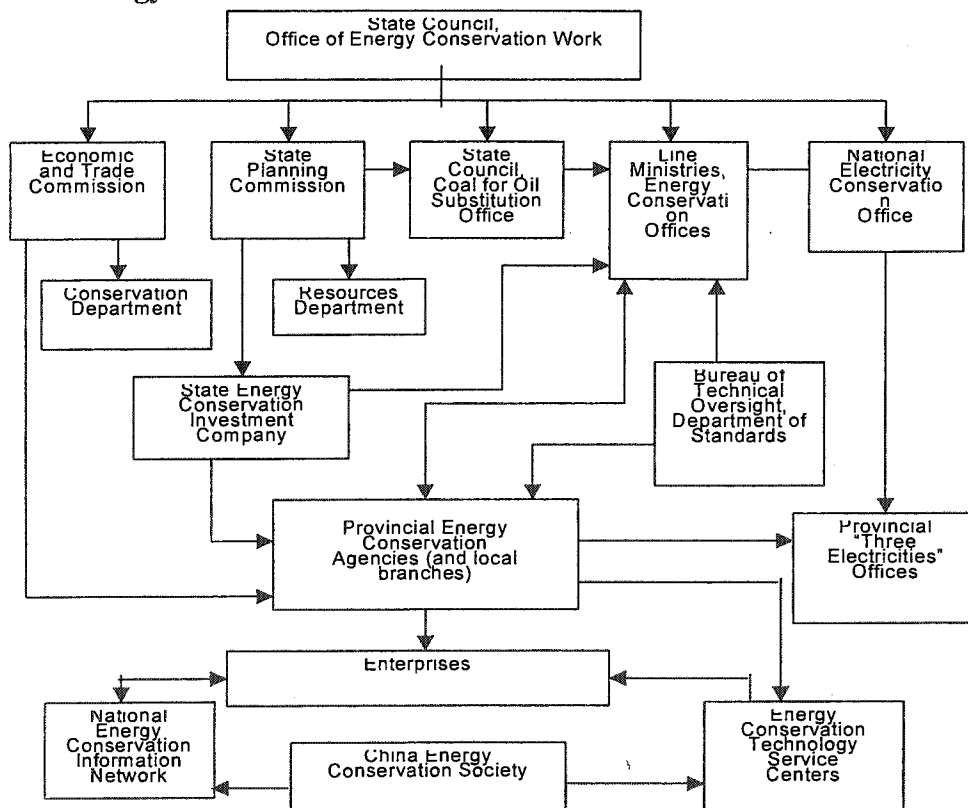 State Council,
Office of Energy Conservation Work
Economic
and Trade
Commission
State
Planning
Commission
State
Council,
Coal for Oil
Substitution
Office
Line
Ministries,
Energy
Conservati
on
Offices
National
Electricity
Conservatio
n
Office
Conservation
Department
Resources
Department
State Energy
Conservation
Investment
Company
Bureau of
Technical
Oversight,
Department of
Standards
Provincial Energy
Conservation
Agencies (and local
branches)
Provincial
"Three
Electricities"
Offices
Enterprises
National
Energy
Conservation
Information
Network
China Energy
Conservation Society
Energy
Conservation
Technology
Service
Centers